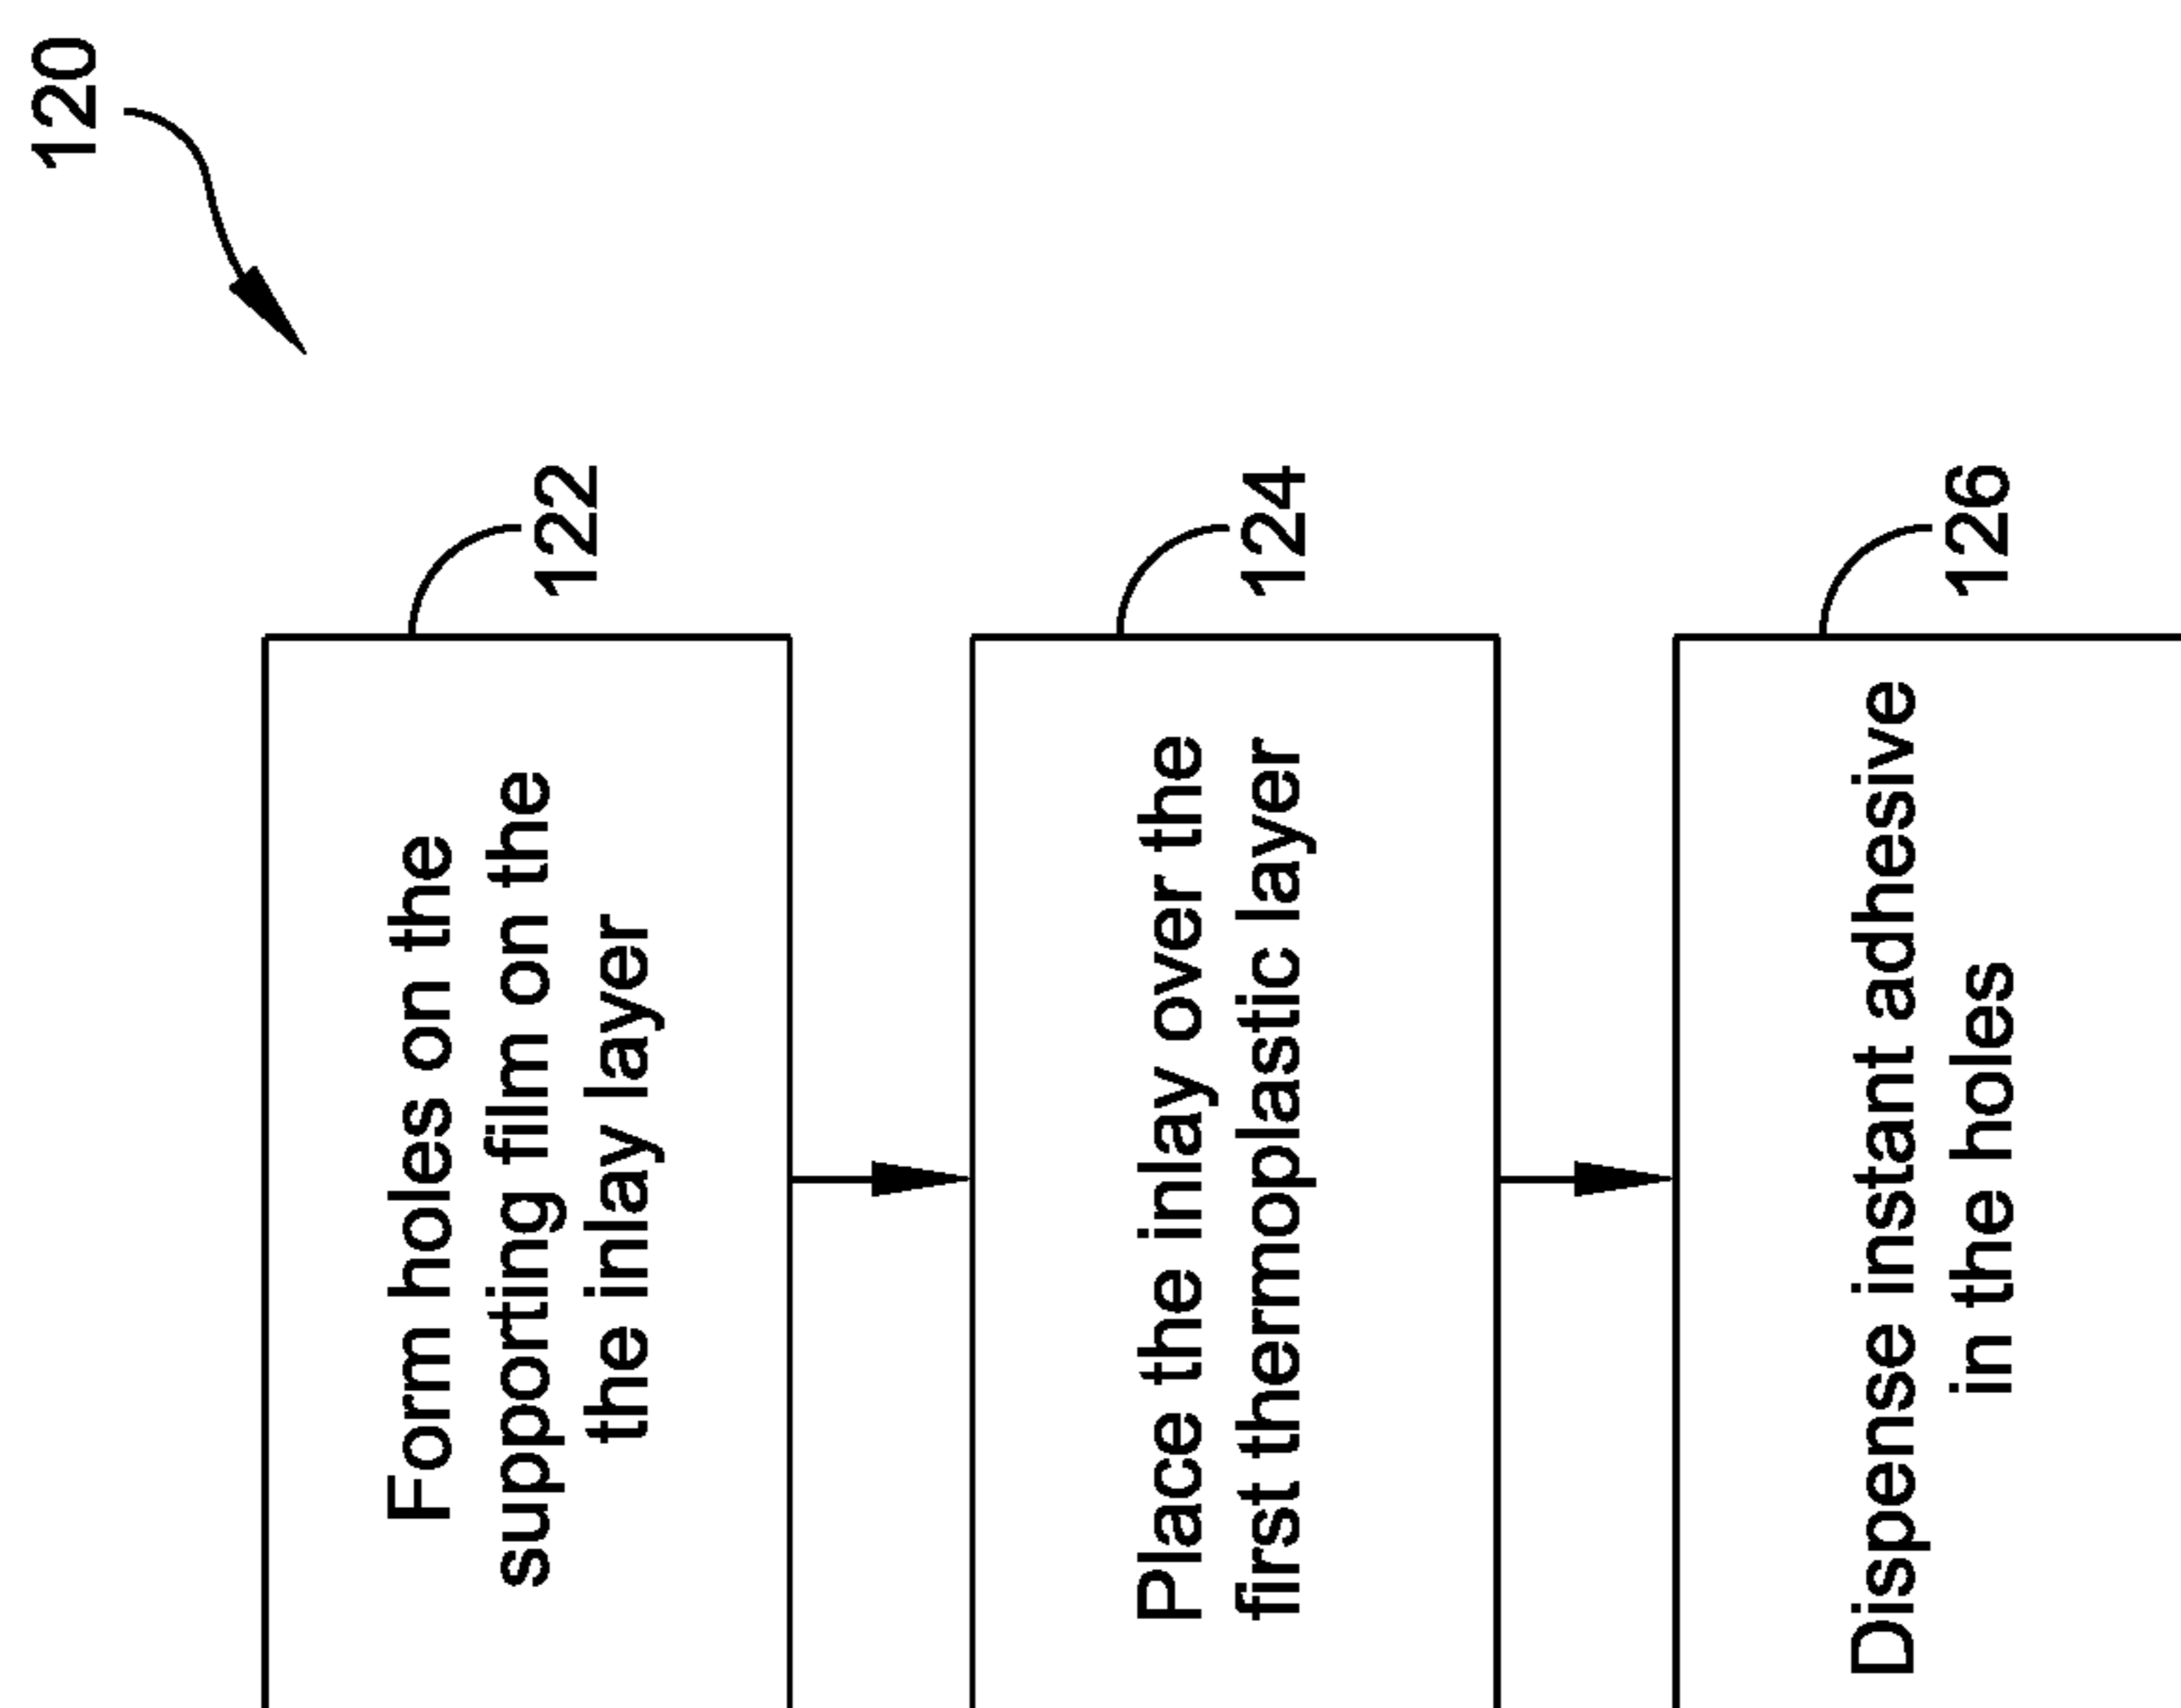 120
Form holes on the
supporting film on the
the inlay layer
122
Place the inlay over the
first thermoplastic layer
124
Dispense instant adhesive
in the holes
126